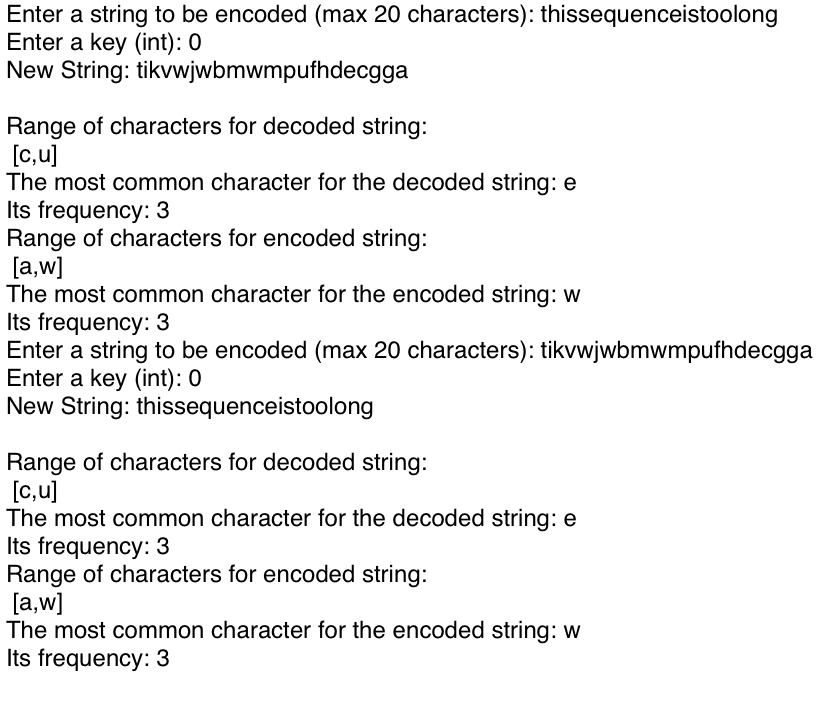 Enter a string to be encoded (max 20 characters): thissequenceistoolong
Enter a key (int): 0
New String: tikvwjwbmwmpufhdecgga
Range of characters for decoded string:
[c,u]
The most common character for the decoded string: e
Its frequency: 3
Range of characters for encoded string:
[a,w]
The most common character for the encoded string: w
Its frequency: 3
Enter a string to be encoded (max 20 characters): tikvwjwbmwmpufhdecgga
Enter a key (int): 0
New String: thissequenceistoolong
Range of characters for decoded string:
[c,u]
The most common character for the decoded string: e
Its frequency: 3
Range of characters for encoded string:
[a,w]
The most common character for the encoded string: w
Its frequency: 3